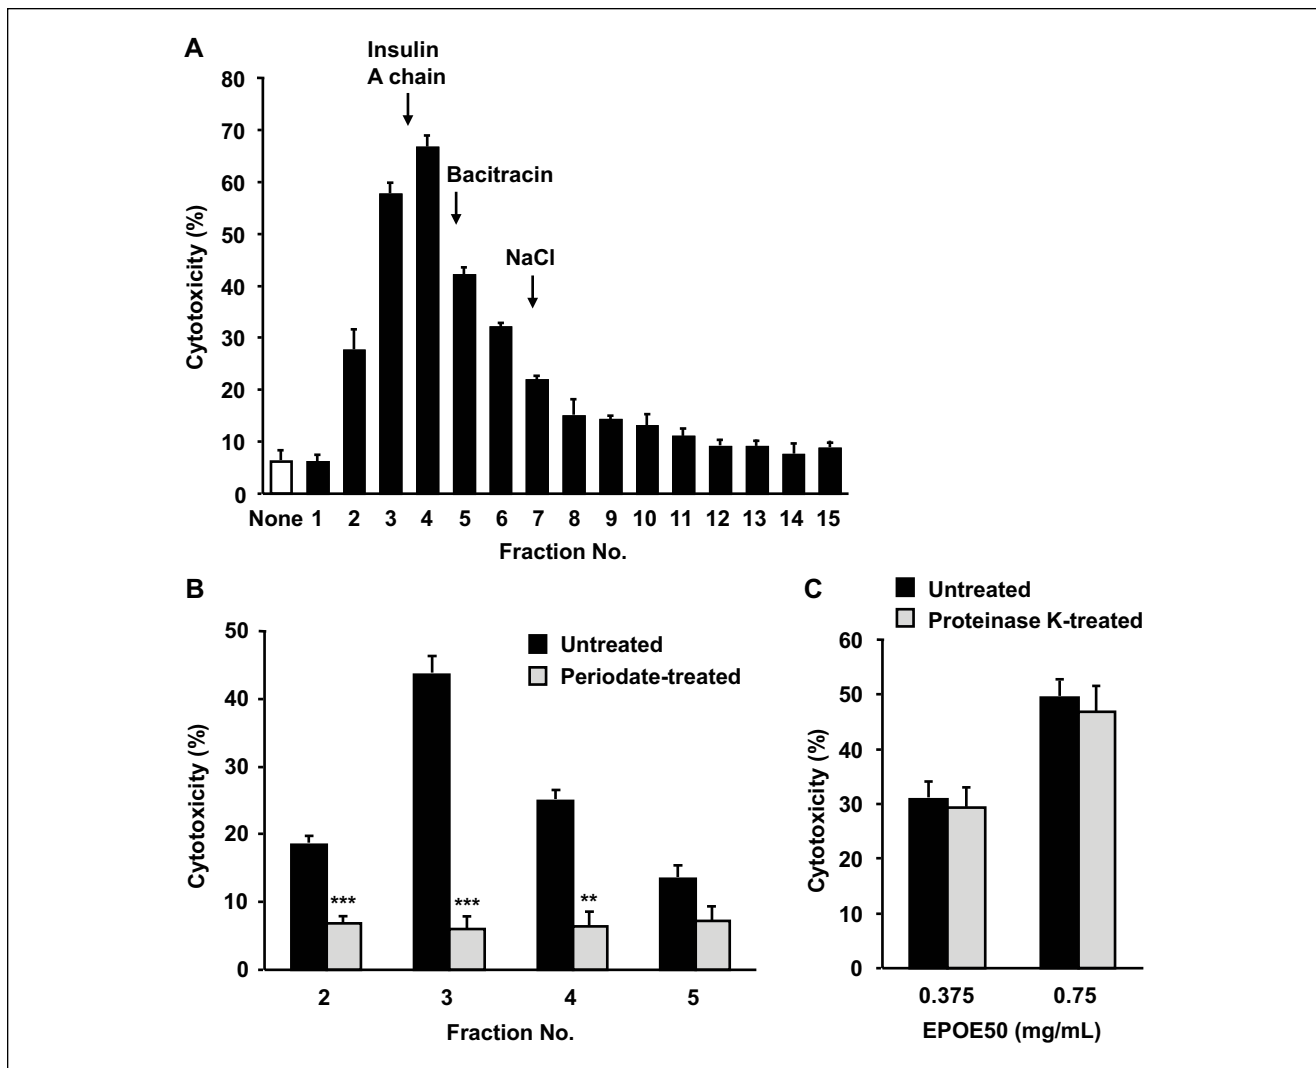 A
Insulin
A chain
Bacitracin
NaCl
80
70
60
50
40
30
20
10
0
Cytotoxicity (%)
None 1 2 3 4 5 6 7 8 9 10 11 12 13 14 15
Fraction No.
B
Untreated
Periodate-treated
50
40
30
20
10
0
Cytotoxicity (%)
*** *** **
2 3 4 5
Fraction No.
C
Untreated
Proteinase K-treated
60
50
40
30
20
10
0
Cytotoxicity (%)
0.375 0.75
EPOE50 (mg/mL)